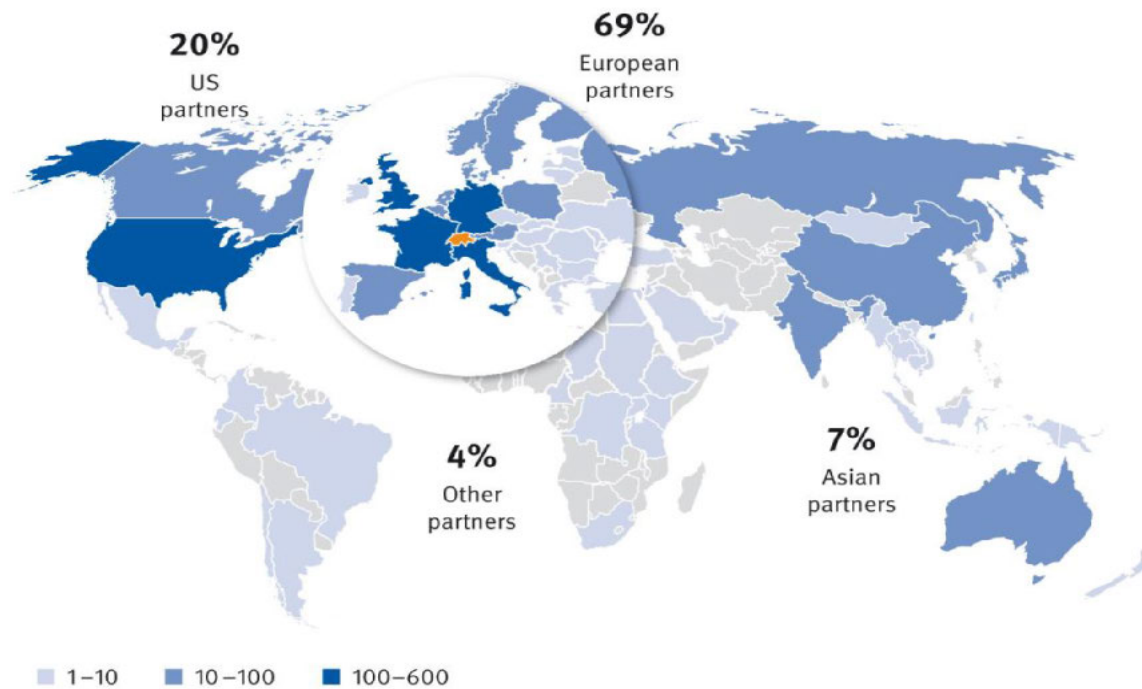 20%
US
partners
69%
European
partners
4%
Other
partners
7%
Asian
partners
1–10
10–100
100–600